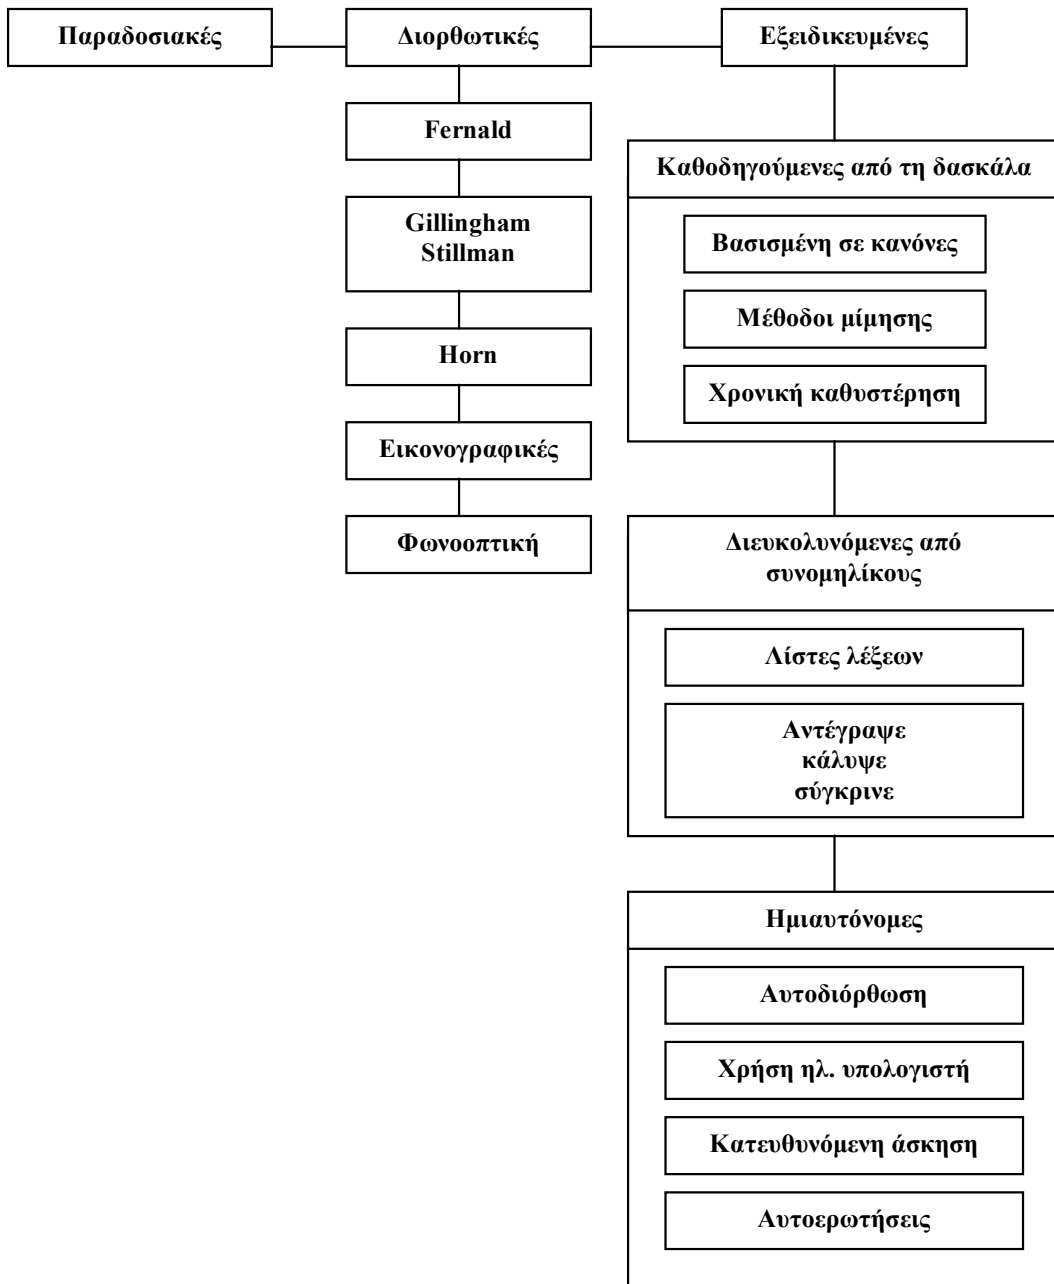 Παραδοσιακές
Διορθωτικές
Εξειδικευμένες
Fernald
Gillingham
Stillman
Horn
Εικονογραφικές
Φωνοοπτική
Καθοδηγούμενες από τη δασκάλα
Βασισμένη σε κανόνες
Μέθοδοι μίμησης
Χρονική καθυστέρηση
Διευκολυνόμενες από
συνομηλίκους
Λίστες λέξεων
Αντέγραψε
κάλυψε
σύγκρινε
Ημιαυτόνομες
Αυτοδιόρθωση
Χρήση ηλ. υπολογιστή
Κατευθυνόμενη άσκηση
Αυτοερωτήσεις